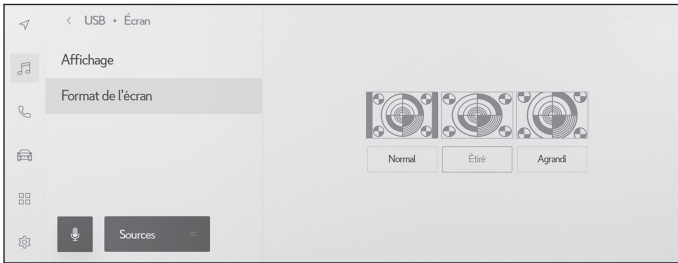 USB • Écran
Affichage
Format de l'écran
Normal
Étiré
Agrandi
Sources